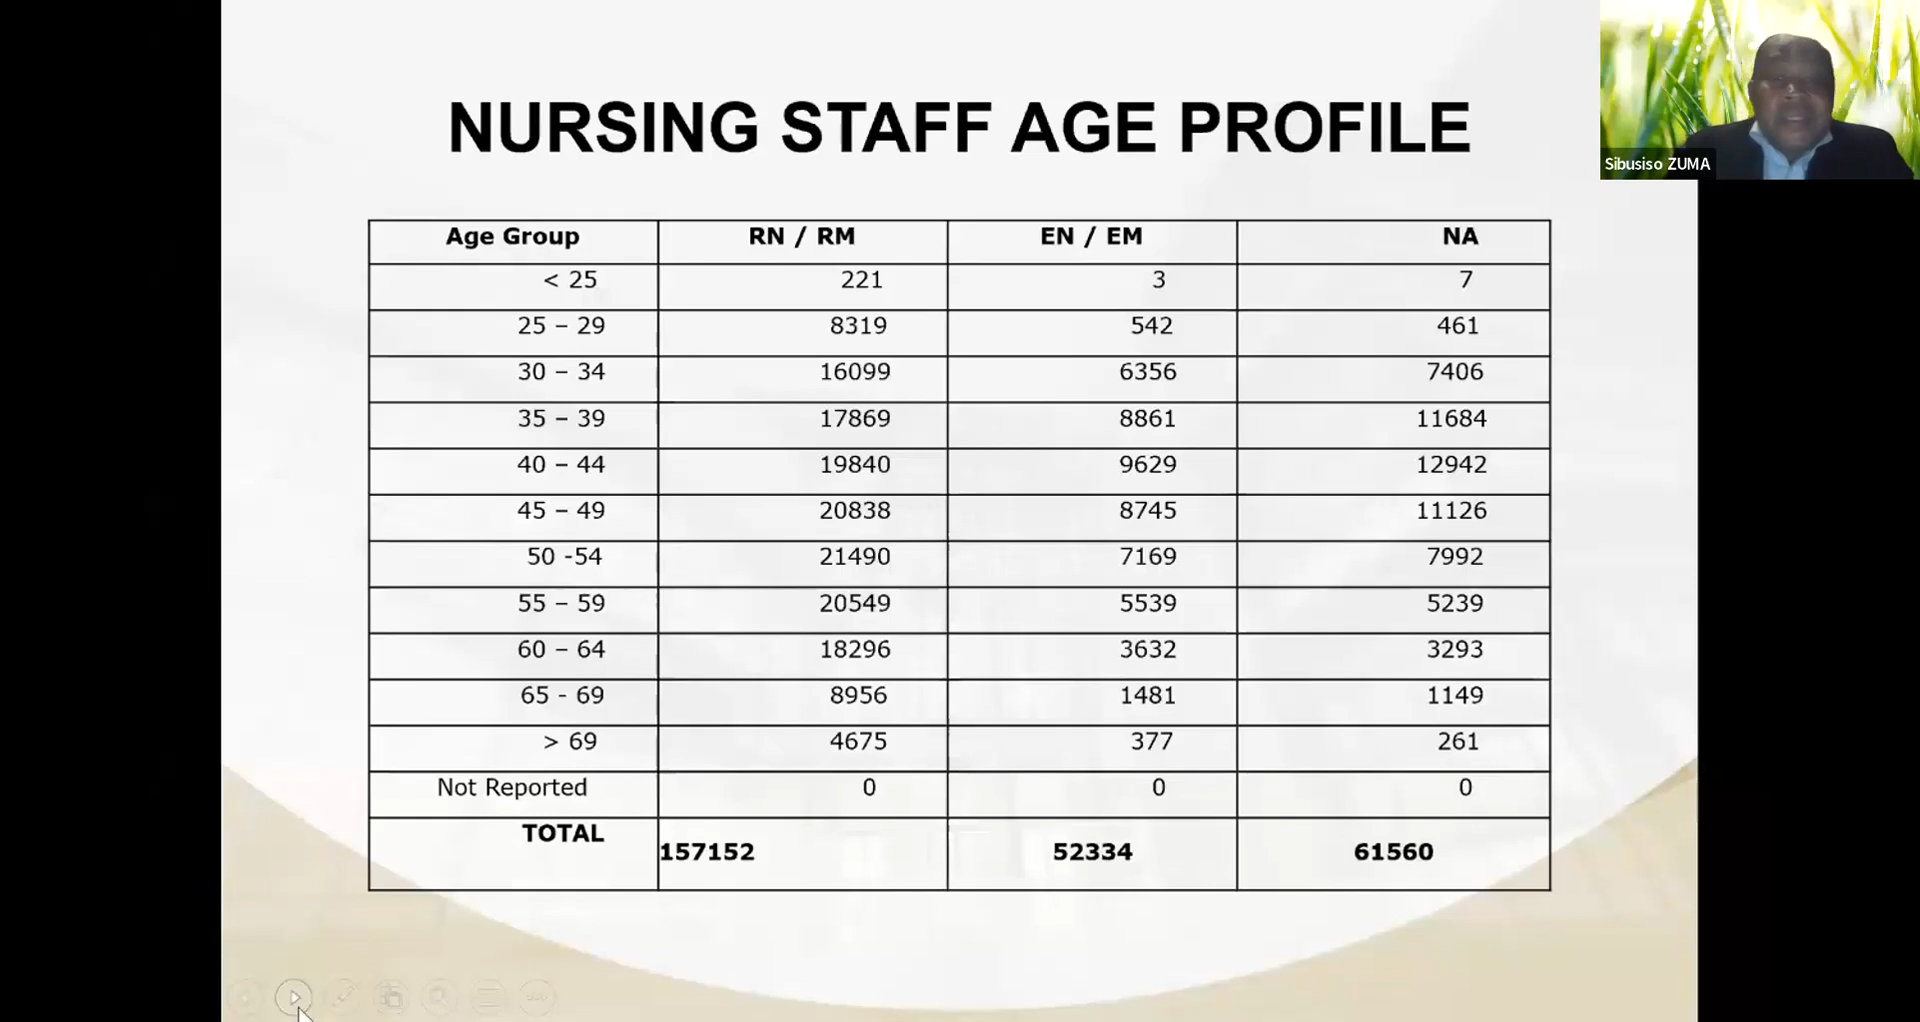 NURSING STAFF AGE PROFILE
Sibusiso ZUMA
Age Group RN / RM EN / EM NA
< 25 221 3 7
25 – 29 8319 542 461
30 – 34 16099 6356 7406
35 – 39 17869 8861 11684
40 – 44 19840 9629 12942
45 – 49 20838 8745 11126
50 -54 21490 7169 7992
55 – 59 20549 5539 5239
60 – 64 18296 3632 3293
65 - 69 8956 1481 1149
> 69 4675 377 261
Not Reported 0 0 0
TOTAL 157152 52334 61560